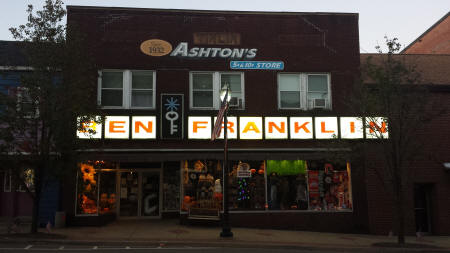 1932
ASHTON'S
5¢ & 10¢ STORE
BEN FRANKLIN